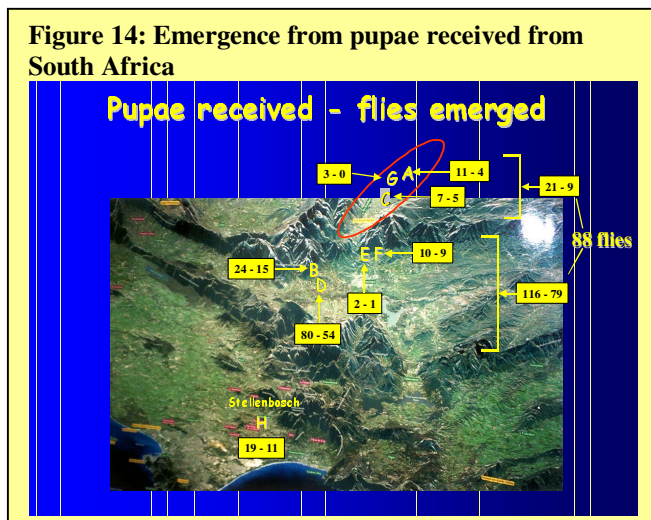 Figure 14: Emergence from pupae received from
South Africa
Pupae received - flies emerged
3 - 0
G A
11 - 4
C
7 - 5
21 - 9
88 flies
24 - 15
B
E F
10 - 9
D
2 - 1
116 - 79
80 - 54
Stellenbosch
H
19 - 11